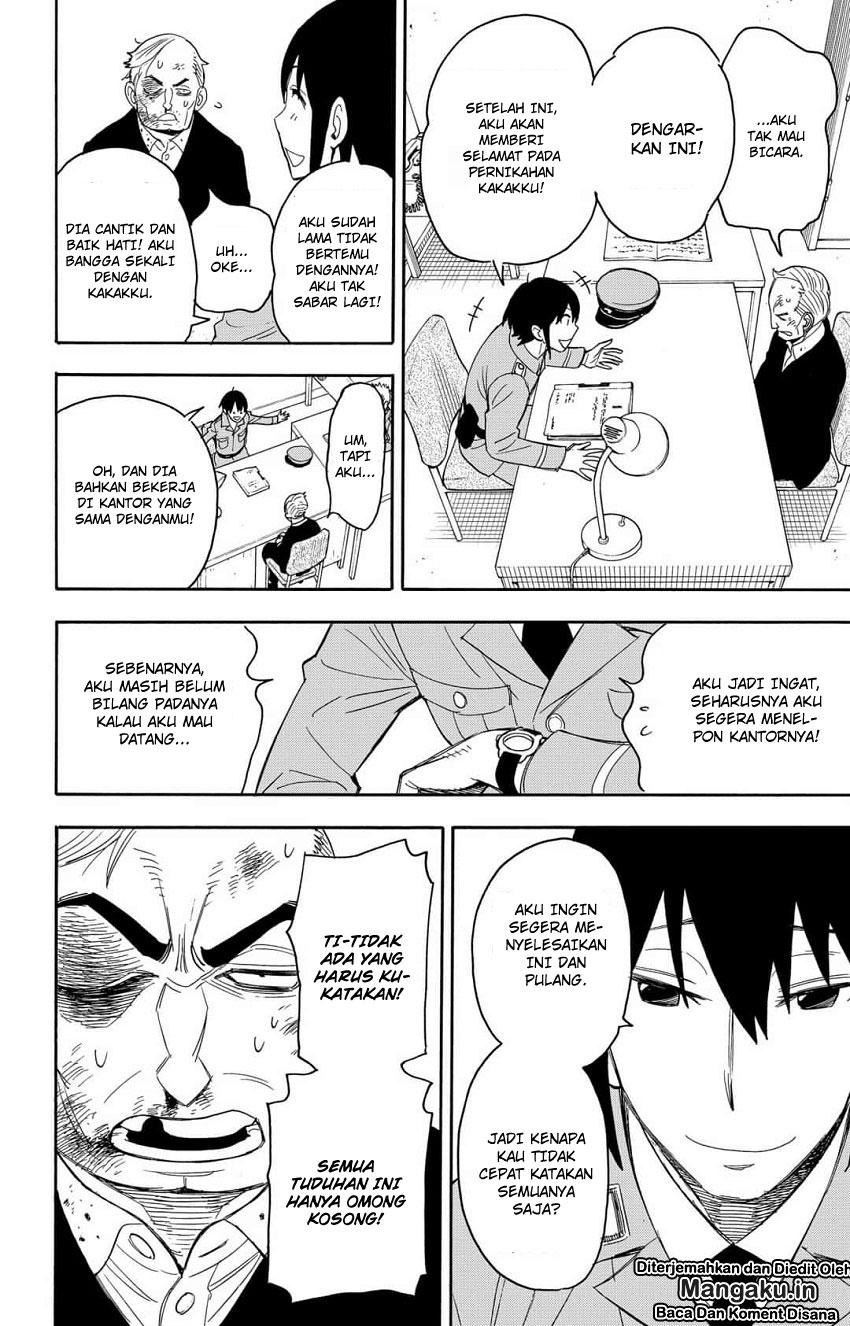 ...AKU
TAK MAU
BICARA.
DENGAR-
KAN INI!
SETELAH INI,
AKU AKAN
MEMBERI
SELAMAT PADA
PERNIKAHAN
KAKAKKU!
AKU SUDAH
LAMA TIDAK
BERTEMU
DENGANNYA!
AKU TAK
SABAR LAGI!
UH...
OKE...
DIA CANTIK DAN
BAIK HATI! AKU
BANGGA SEKALI
DENGAN
KAKAKKU.
UM,
TAPI
AKU...
OH, DAN DIA
BAHKAN BEKERJA
DI KANTOR YANG
SAMA DENGANMU!
AKU JADI INGAT,
SEHARUSNYA AKU
SEGERA MENEL-
PON KANTORNYA!
SEBENARNYA,
AKU MASIH BELUM
BILANG PADANYA
KALAU AKU MAU
DATANG...
AKU INGIN
SEGERA ME-
NYELESAIKAN
INI DAN
PULANG.
JADI KENAPA
KAU TIDAK
CEPAT KATAKAN
SEMUANYA
SAJA?
TI-TIDAK
ADA YANG
HARUS KU-
KATAKAN!
SEMUA
TUDUHAN INI
HANYA OMONG
KOSONG!
Diterjemahkan dan Diedit Oleh
Mangaku.in
Baca Dan Koment Disana